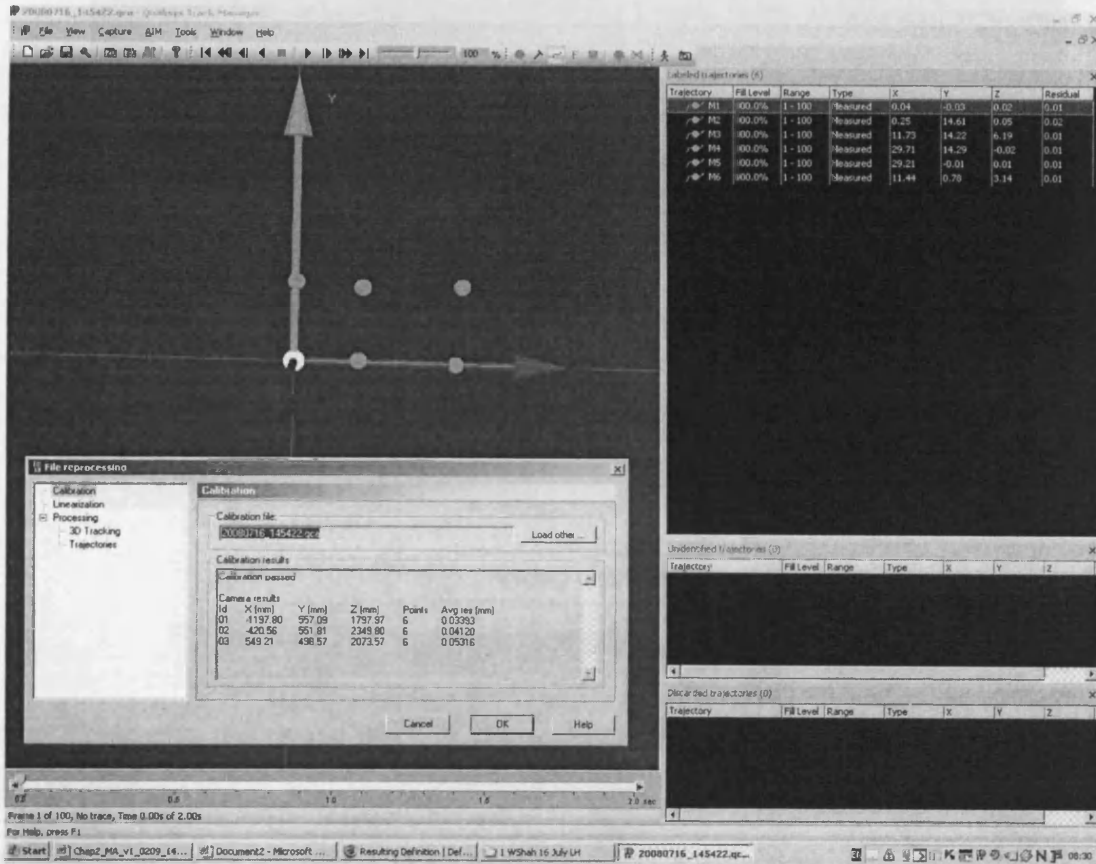 20080716_145422.qca - Qualisys Track Manager
File View Capture AIM Tools Window Help
100 %
Y
Labeled trajectories (6)
Trajectory Fill Level Range Type X Y Z Residual
M1 100.0% 1 - 100 Measured 0.04 -0.03 0.02 0.01
M2 100.0% 1 - 100 Measured 0.25 14.61 0.05 0.02
M3 100.0% 1 - 100 Measured 11.73 14.22 6.19 0.01
M4 100.0% 1 - 100 Measured 29.71 14.29 -0.02 0.01
M5 100.0% 1 - 100 Measured 29.21 -0.01 0.01 0.01
M6 100.0% 1 - 100 Measured 11.44 0.70 3.14 0.01
File reprocessing
Calibration
Linearization
Processing
3D Tracking
Trajectories
Calibration
Calibration file:
20080716_145422.qca
Load other ...
Calibration results
Calibration passed
Camera results
Id X (mm) Y (mm) Z (mm) Points Avg res (mm)
01 -1197.80 557.09 1797.97 6 0.03393
02 -420.56 551.81 2349.80 6 0.04120
03 549.21 498.57 2073.57 6 0.05316
Cancel OK Help
Unidentified trajectories (0)
Trajectory Fill Level Range Type X Y Z
Discarded trajectories (0)
Trajectory Fill Level Range Type X Y Z
0.0 0.5 1.0 1.5 2.0 sec
Frame 1 of 100, No trace, Time 0.00s of 2.00s
For Help, press F1
Start Chap2_MA_v1_0209_14... Document2 - Microsoft ... Resulting Definition | Def... 1 WShah 16 July LH 20080716_145422.qc... 08:30